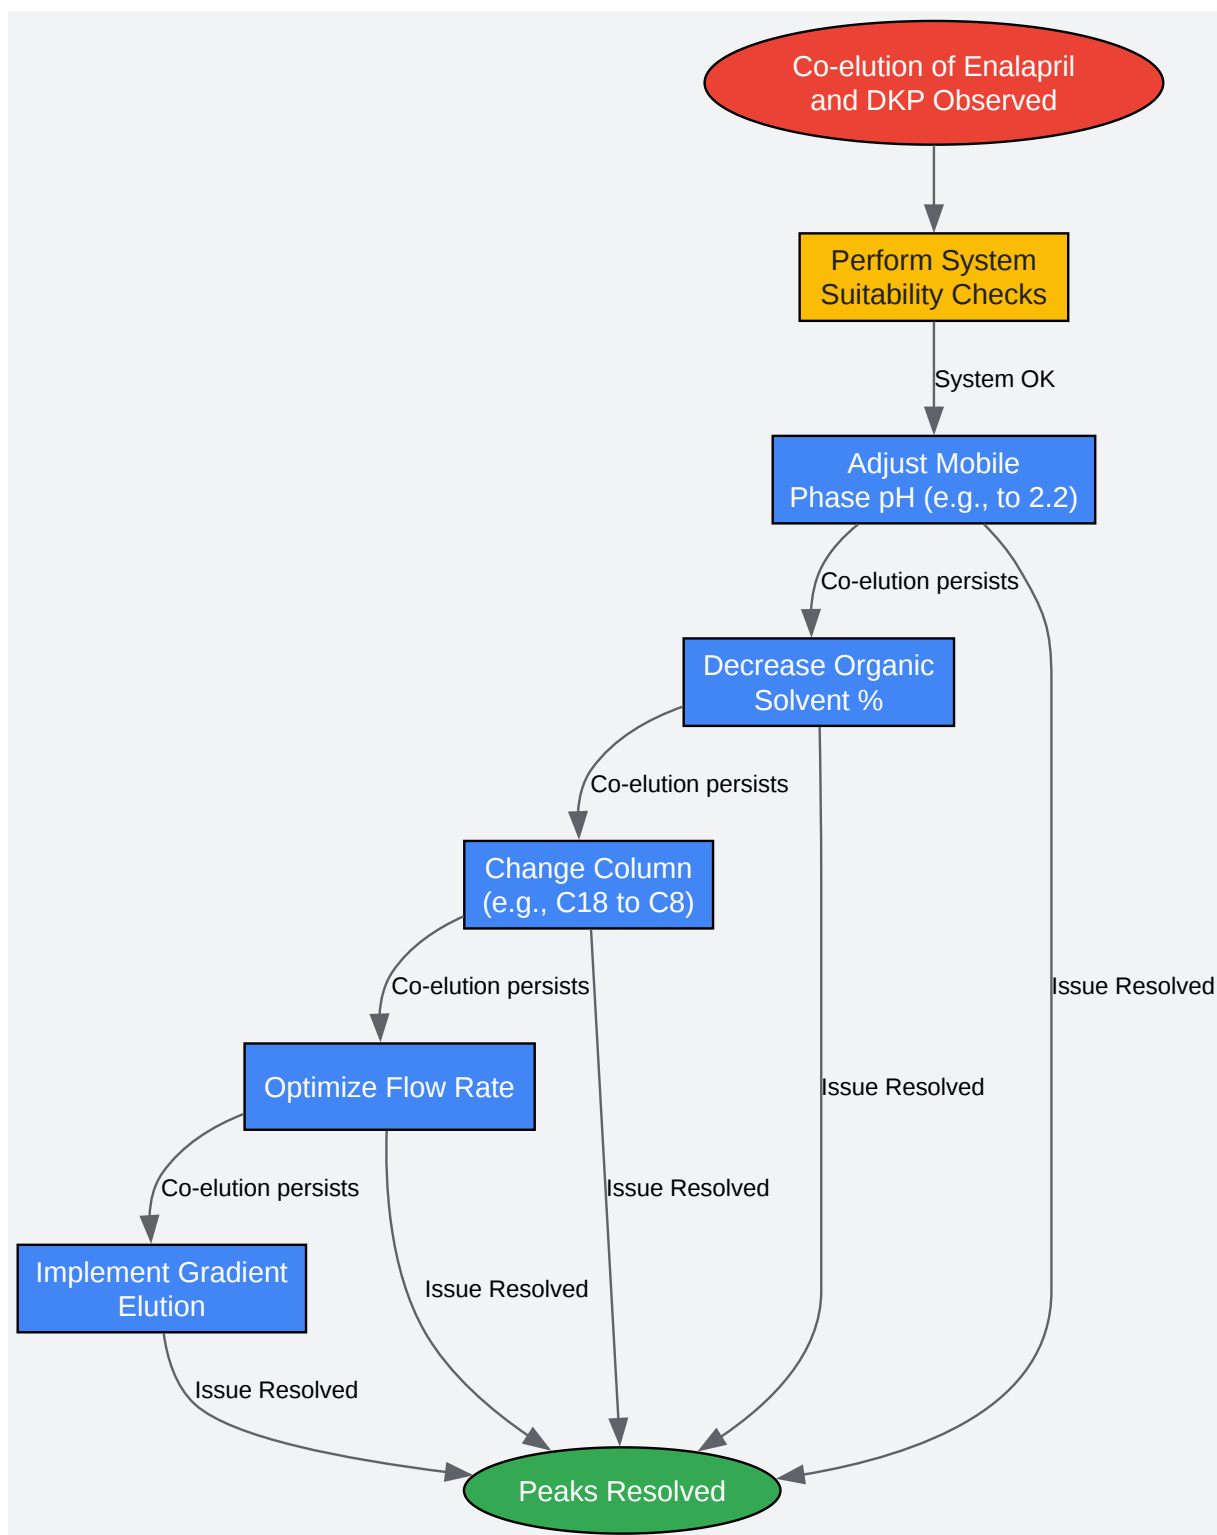 Co-elution of Enalapril
and DKP Observed
Perform System
Suitability Checks
System OK
Adjust Mobile
Phase pH (e.g., to 2.2)
Co-elution persists
Decrease Organic
Solvent %
Co-elution persists
Change Column
(e.g., C18 to C8)
Co-elution persists
Issue Resolved
Optimize Flow Rate
Issue Resolved
Co-elution persists
Issue Resolved
Implement Gradient
Elution
Issue Resolved
Issue Resolved
Peaks Resolved